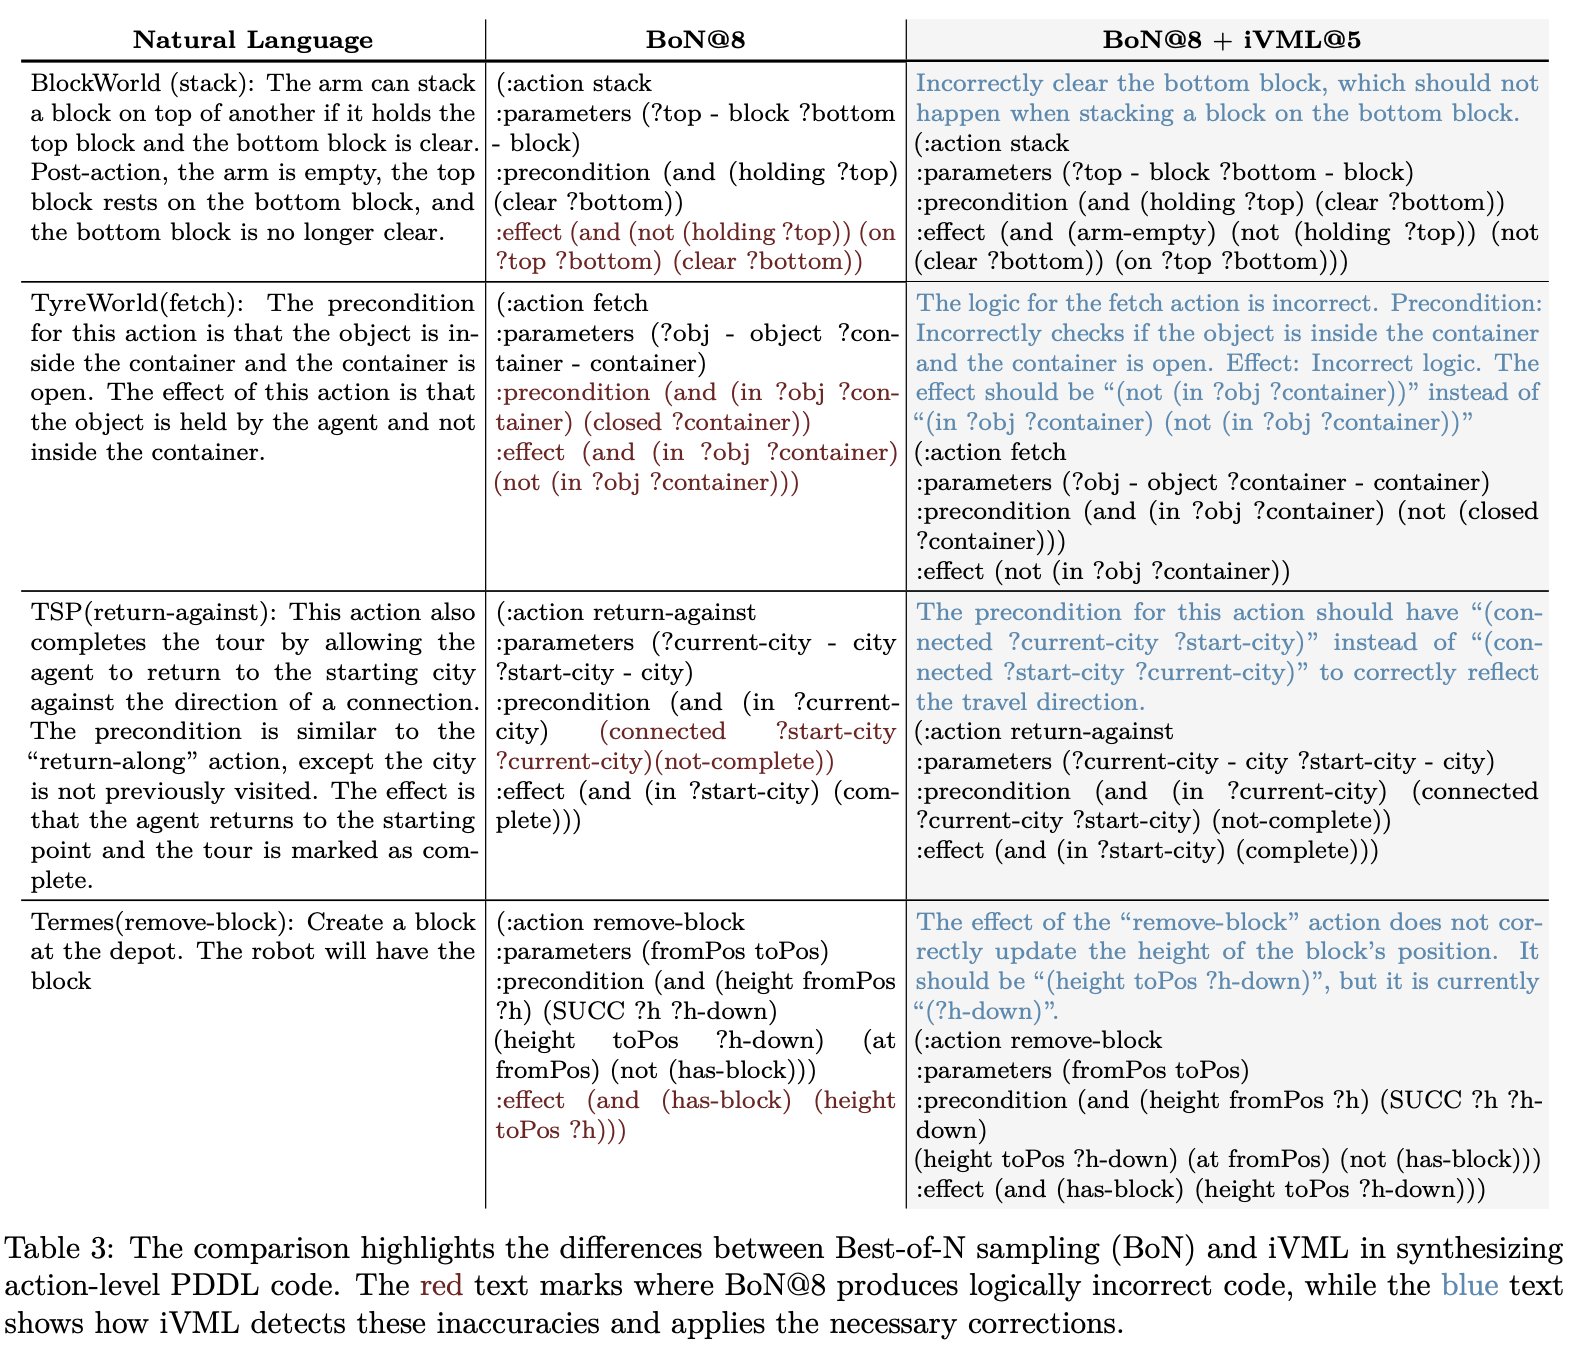 Natural Language
BoN@8
BoN@8 + iVML@5
BlockWorld (stack): The arm can stack
a block on top of another if it holds the
top block and the bottom block is clear.
Post-action, the arm is empty, the top
block rests on the bottom block, and
the bottom block is no longer clear.
(:action stack
:parameters (?top - block ?bottom
- block)
:precondition (and (holding ?top)
(clear ?bottom))
:effect (and (not (holding ?top)) (on
?top ?bottom) (clear ?bottom))
Incorrectly clear the bottom block, which should not
happen when stacking a block on the bottom block.
(:action stack
:parameters (?top - block ?bottom - block)
:precondition (and (holding ?top) (clear ?bottom))
:effect (and (arm-empty) (not (holding ?top)) (not
(clear ?bottom)) (on ?top ?bottom)))
TyreWorld(fetch): The precondition
for this action is that the object is in-
side the container and the container is
open. The effect of this action is that
the object is held by the agent and not
inside the container.
(:action fetch
:parameters (?obj - object ?con-
tainer - container)
:precondition (and (in ?obj ?con-
tainer) (closed ?container))
:effect (and (in ?obj ?container)
(not (in ?obj ?container)))
The logic for the fetch action is incorrect. Precondition:
Incorrectly checks if the object is inside the container
and the container is open. Effect: Incorrect logic. The
effect should be “(not (in ?obj ?container))” instead of
“(in ?obj ?container) (not (in ?obj ?container))”
(:action fetch
:parameters (?obj - object ?container - container)
:precondition (and (in ?obj ?container) (not (closed
?container)))
:effect (not (in ?obj ?container))
TSP(return-against): This action also
completes the tour by allowing the
agent to return to the starting city
against the direction of a connection.
The precondition is similar to the
“return-along” action, except the city
is not previously visited. The effect is
that the agent returns to the starting
point and the tour is marked as com-
plete.
(:action return-against
:parameters (?current-city - city
?start-city - city)
:precondition (and (in ?current-
city) (connected ?start-city
?current-city)(not-complete))
:effect (and (in ?start-city) (com-
plete)))
The precondition for this action should have “(con-
nected ?current-city ?start-city)” instead of “(con-
nected ?start-city ?current-city)” to correctly reflect
the travel direction.
(:action return-against
:parameters (?current-city - city ?start-city - city)
:precondition (and (in ?current-city) (connected
?current-city ?start-city) (not-complete))
:effect (and (in ?start-city) (complete)))
Termes(remove-block): Create a block
at the depot. The robot will have the
block
(:action remove-block
:parameters (fromPos toPos)
:precondition (and (height fromPos
?h) (SUCC ?h ?h-down)
(height toPos ?h-down) (at
fromPos) (not (has-block)))
:effect (and (has-block) (height
toPos ?h)))
The effect of the “remove-block” action does not cor-
rectly update the height of the block’s position. It
should be “(height toPos ?h-down)”, but it is currently
“(?h-down)”.
(:action remove-block
:parameters (fromPos toPos)
:precondition (and (height fromPos ?h) (SUCC ?h ?h-
down)
(height toPos ?h-down) (at fromPos) (not (has-block)))
:effect (and (has-block) (height toPos ?h-down)))
Table 3: The comparison highlights the differences between Best-of-N sampling (BoN) and iVML in synthesizing
action-level PDDL code. The red text marks where BoN@8 produces logically incorrect code, while the blue text
shows how iVML detects these inaccuracies and applies the necessary corrections.